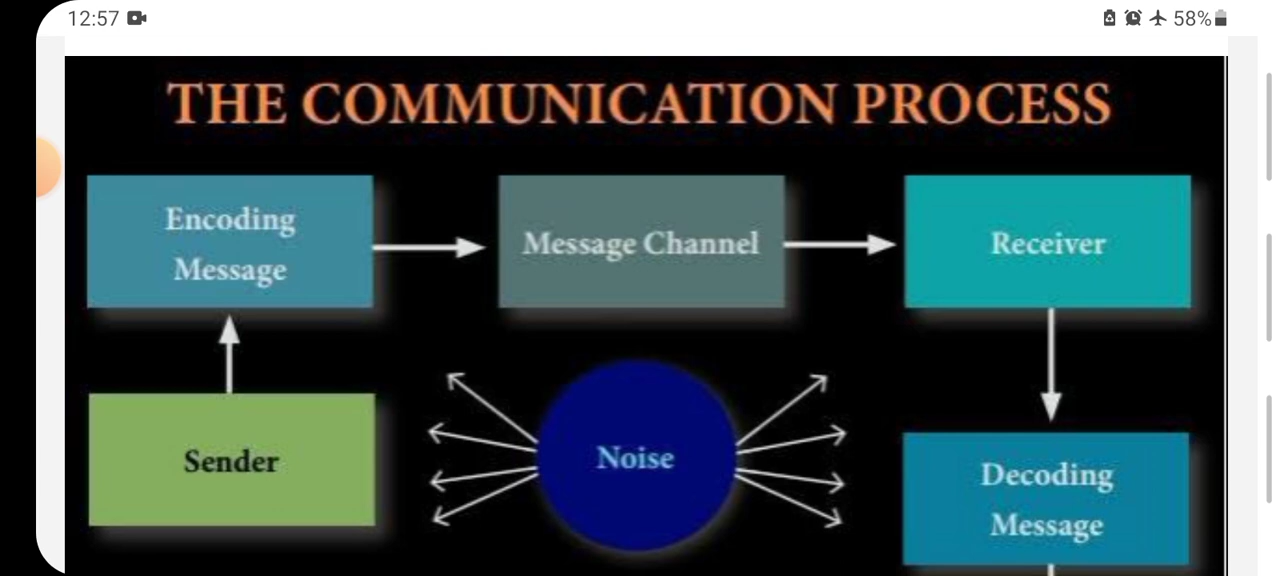 12:57
58%
THE COMMUNICATION PROCESS
Encoding
Message
Message Channel
Receiver
Sender
Noise
Decoding
Message